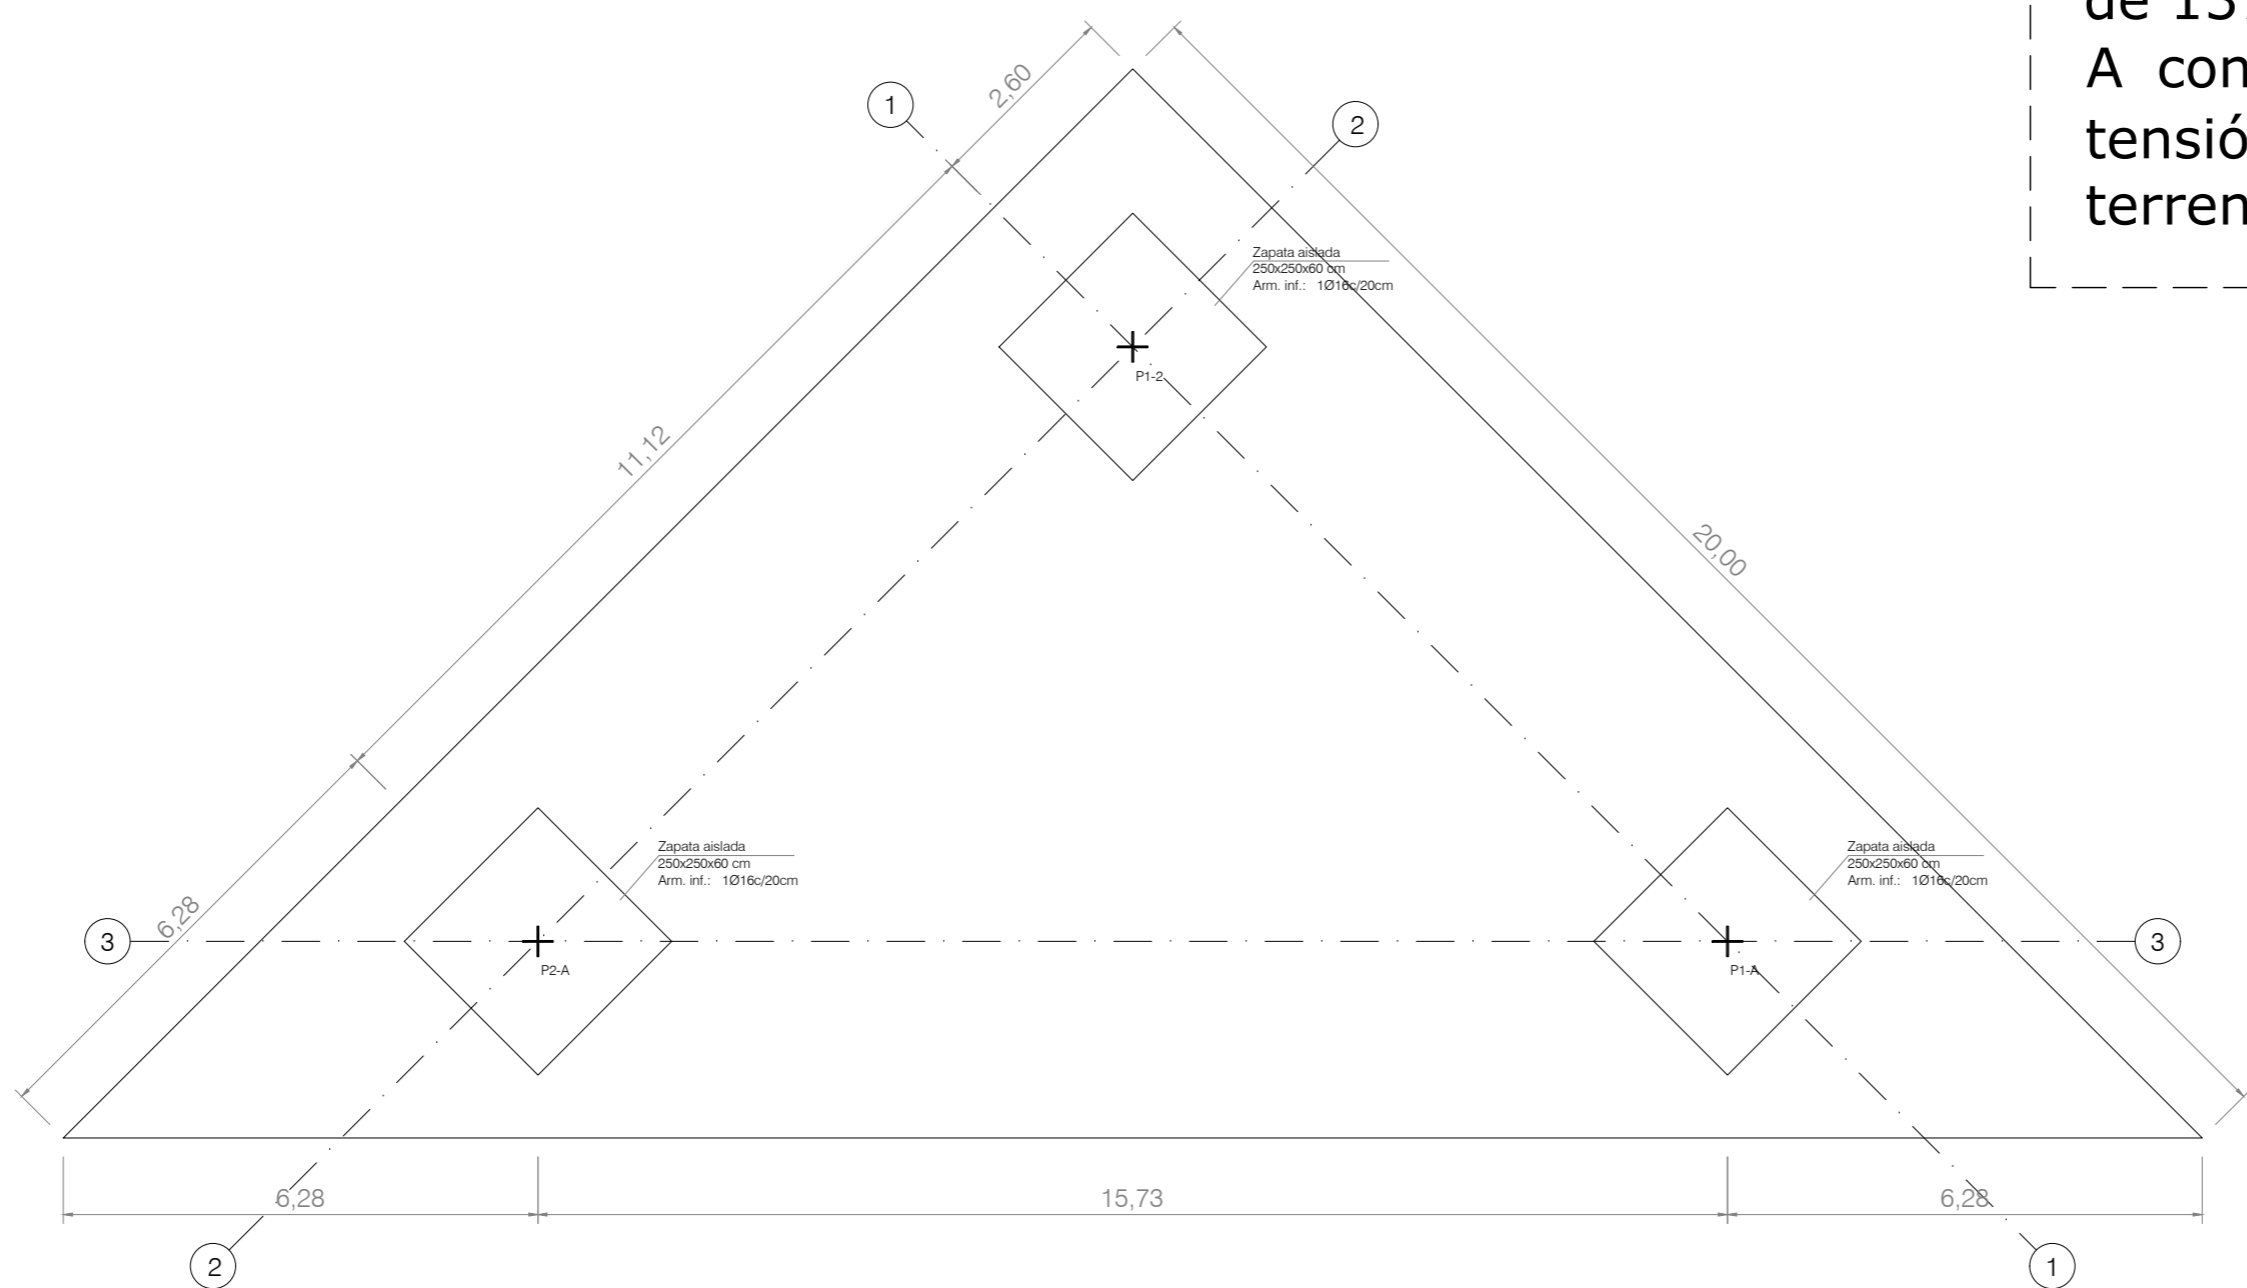 A con
tensió
terren
1
2,60
2
Zapata aislada
250x250x60 cm
Arm. inf.: 1Ø16c/20cm
P1-2
11,12
20,00
Zapata aislada
250x250x60 cm
Arm. inf.: 1Ø16c/20cm
Zapata aislada
250x250x60 cm
Arm. inf.: 1Ø16c/20cm
6,28
3
3
P2-A
P1-A
6,28
15,73
6,28
2
1